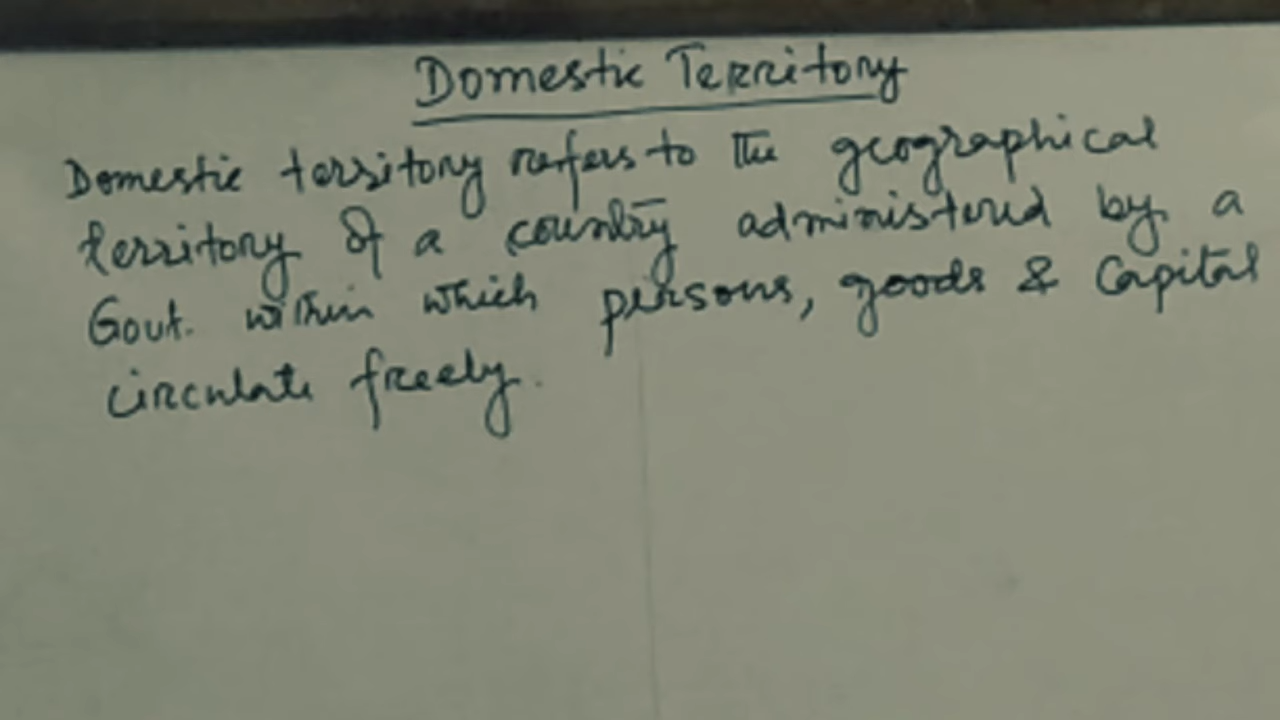 Domestic Territory
Domestic territory refers to the geographical
territory of a country administered by a
Govt. within which persons, goods & Capital
circulate freely.